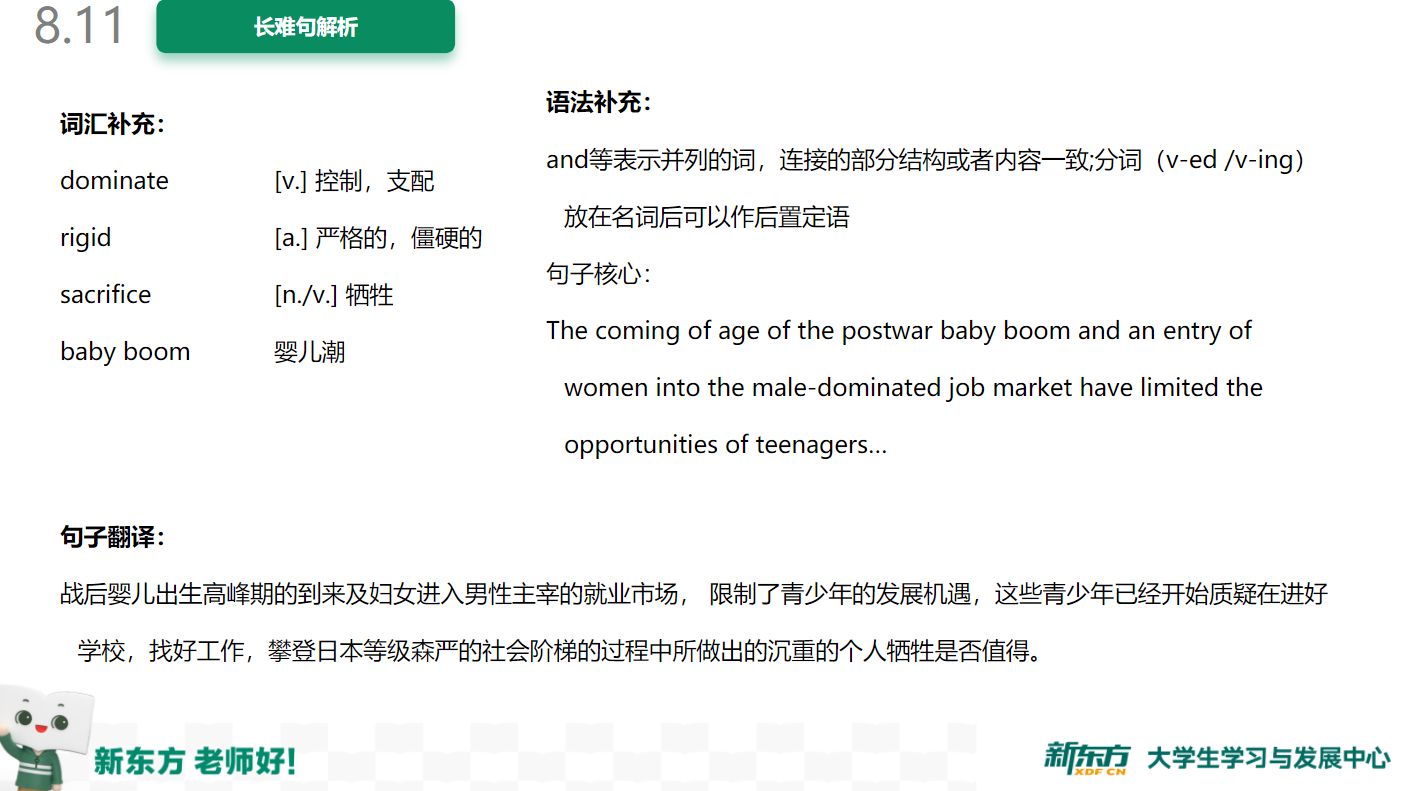 8.11
长难句解析
词汇补充：
dominate [v.] 控制，支配
rigid [a.] 严格的，僵硬的
sacrifice [n./v.] 牺牲
baby boom 婴儿潮
语法补充：
and等表示并列的词，连接的部分结构或者内容一致;分词（v-ed /v-ing）
放在名词后可以作后置定语
句子核心：
The coming of age of the postwar baby boom and an entry of
women into the male-dominated job market have limited the
opportunities of teenagers…
句子翻译：
战后婴儿出生高峰期的到来及妇女进入男性主宰的就业市场， 限制了青少年的发展机遇，这些青少年已经开始质疑在进好
学校，找好工作，攀登日本等级森严的社会阶梯的过程中所做出的沉重的个人牺牲是否值得。
新东方 老师好！
新东方 XDF.CN 大学生学习与发展中心